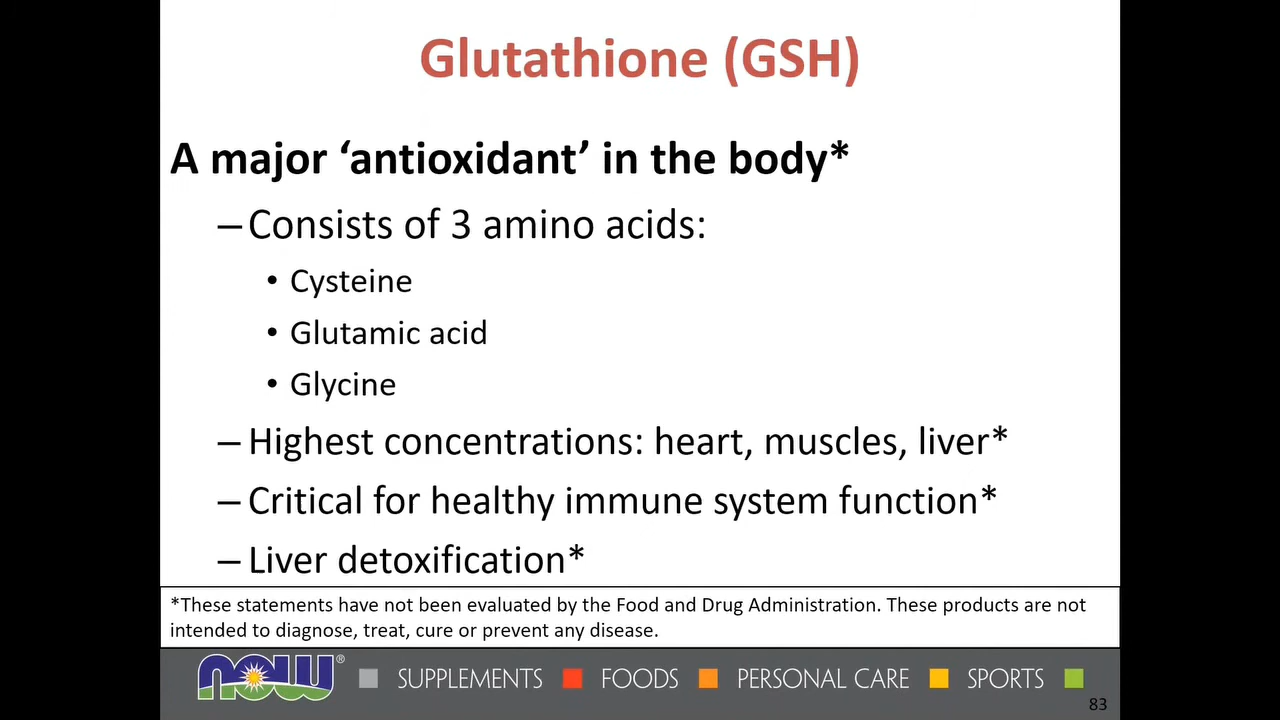 Glutathione (GSH)
A major ‘antioxidant’ in the body*
–Consists of 3 amino acids:
• Cysteine
• Glutamic acid
• Glycine
–Highest concentrations: heart, muscles, liver*
–Critical for healthy immune system function*
–Liver detoxification*
*These statements have not been evaluated by the Food and Drug Administration. These products are not
intended to diagnose, treat, cure or prevent any disease.
now® SUPPLEMENTS FOODS PERSONAL CARE SPORTS
83